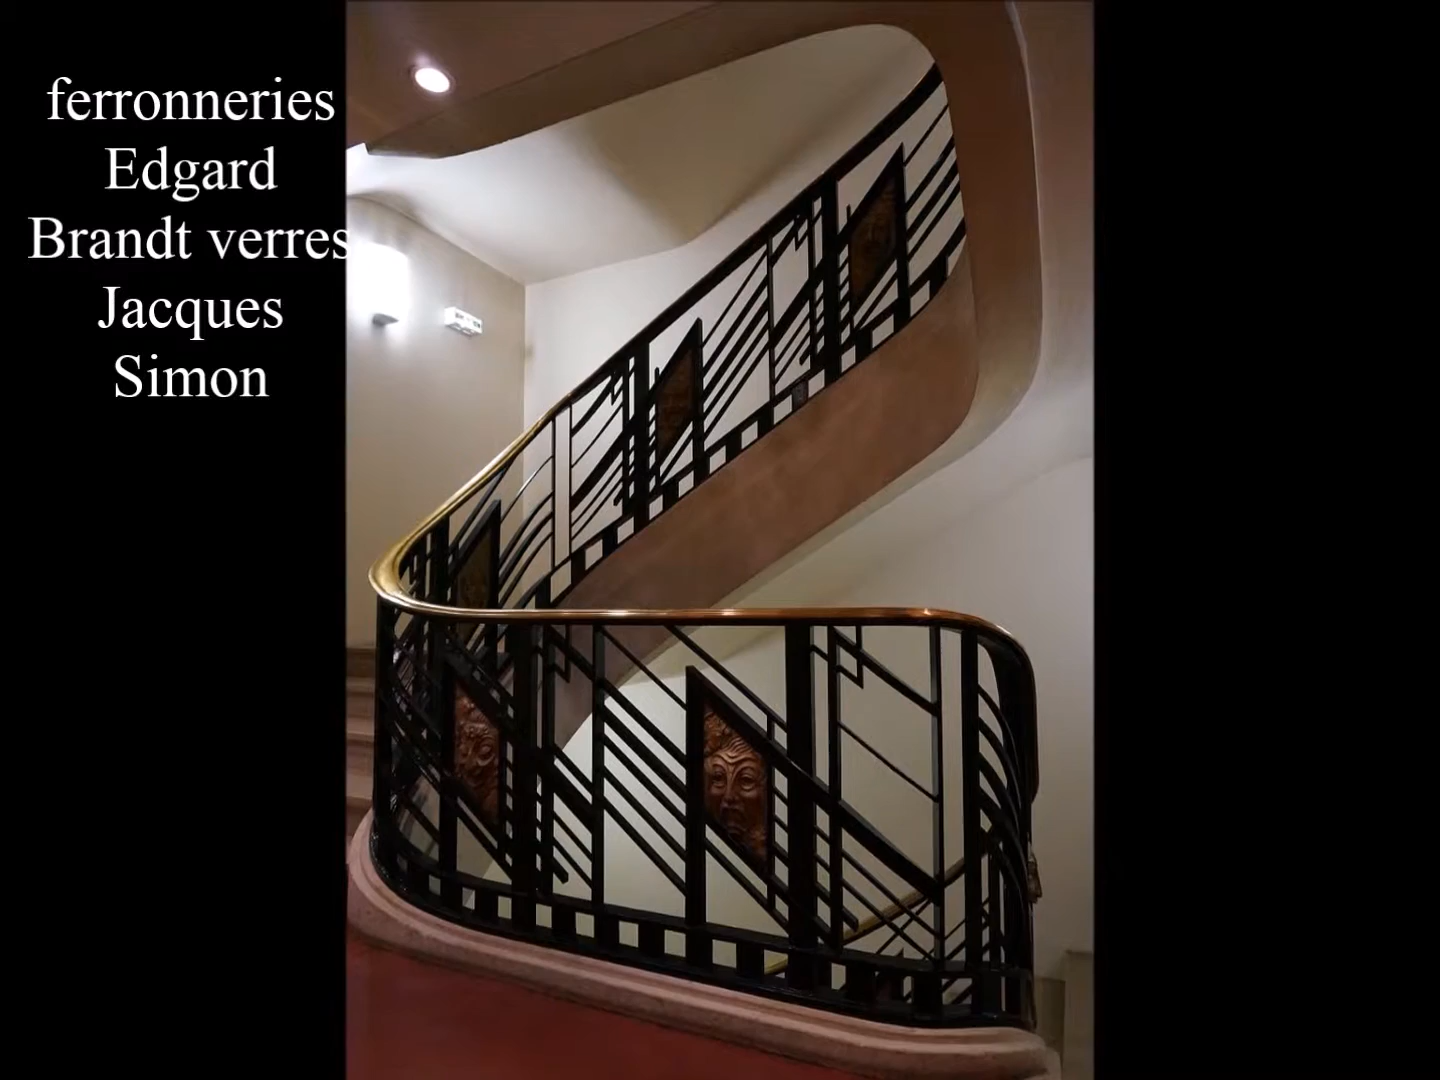 ferronneries
Edgard
Brandt verres
Jacques
Simon